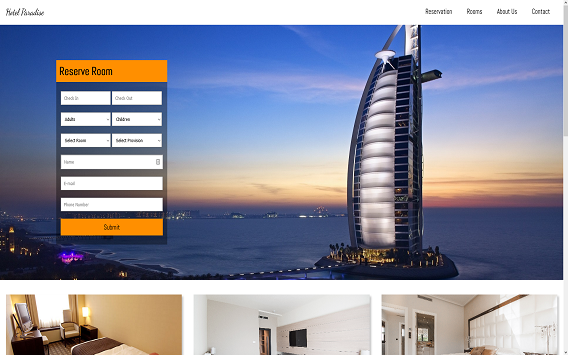 Hotel Paradise
Reservation Rooms About Us Contact
Reserve Room
Check In Check Out
Adults Children
Select Room Select Provision
Name
E-mail
Phone Number
Submit